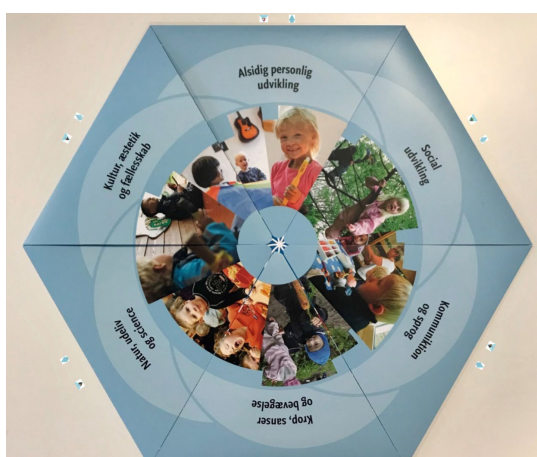 Alsidig personlig
udvikling
Social
udvikling
Kommuniktion
og sprog
Krop, sanser
og bevægelse
Natur, udeliv
og science
Kultur, æstetik
og fællesskab